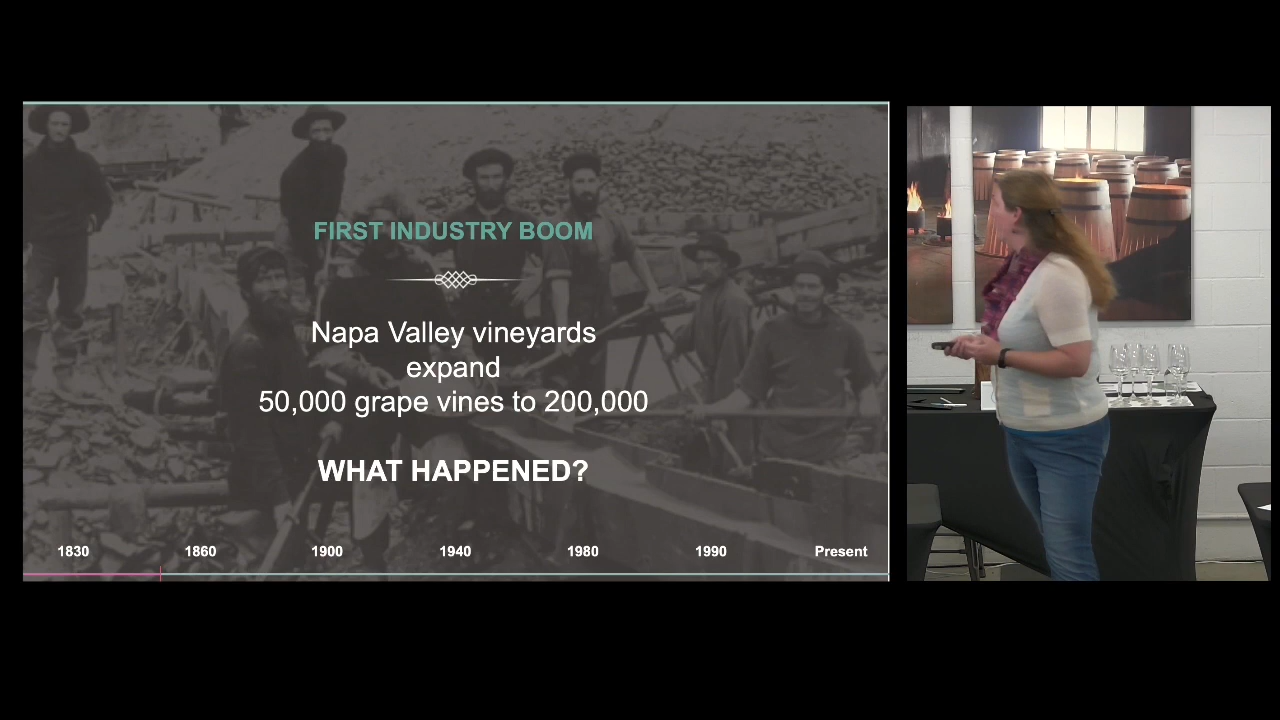 FIRST INDUSTRY BOOM
Napa Valley vineyards
expand
50,000 grape vines to 200,000
WHAT HAPPENED?
1830 1860 1900 1940 1980 1990 Present